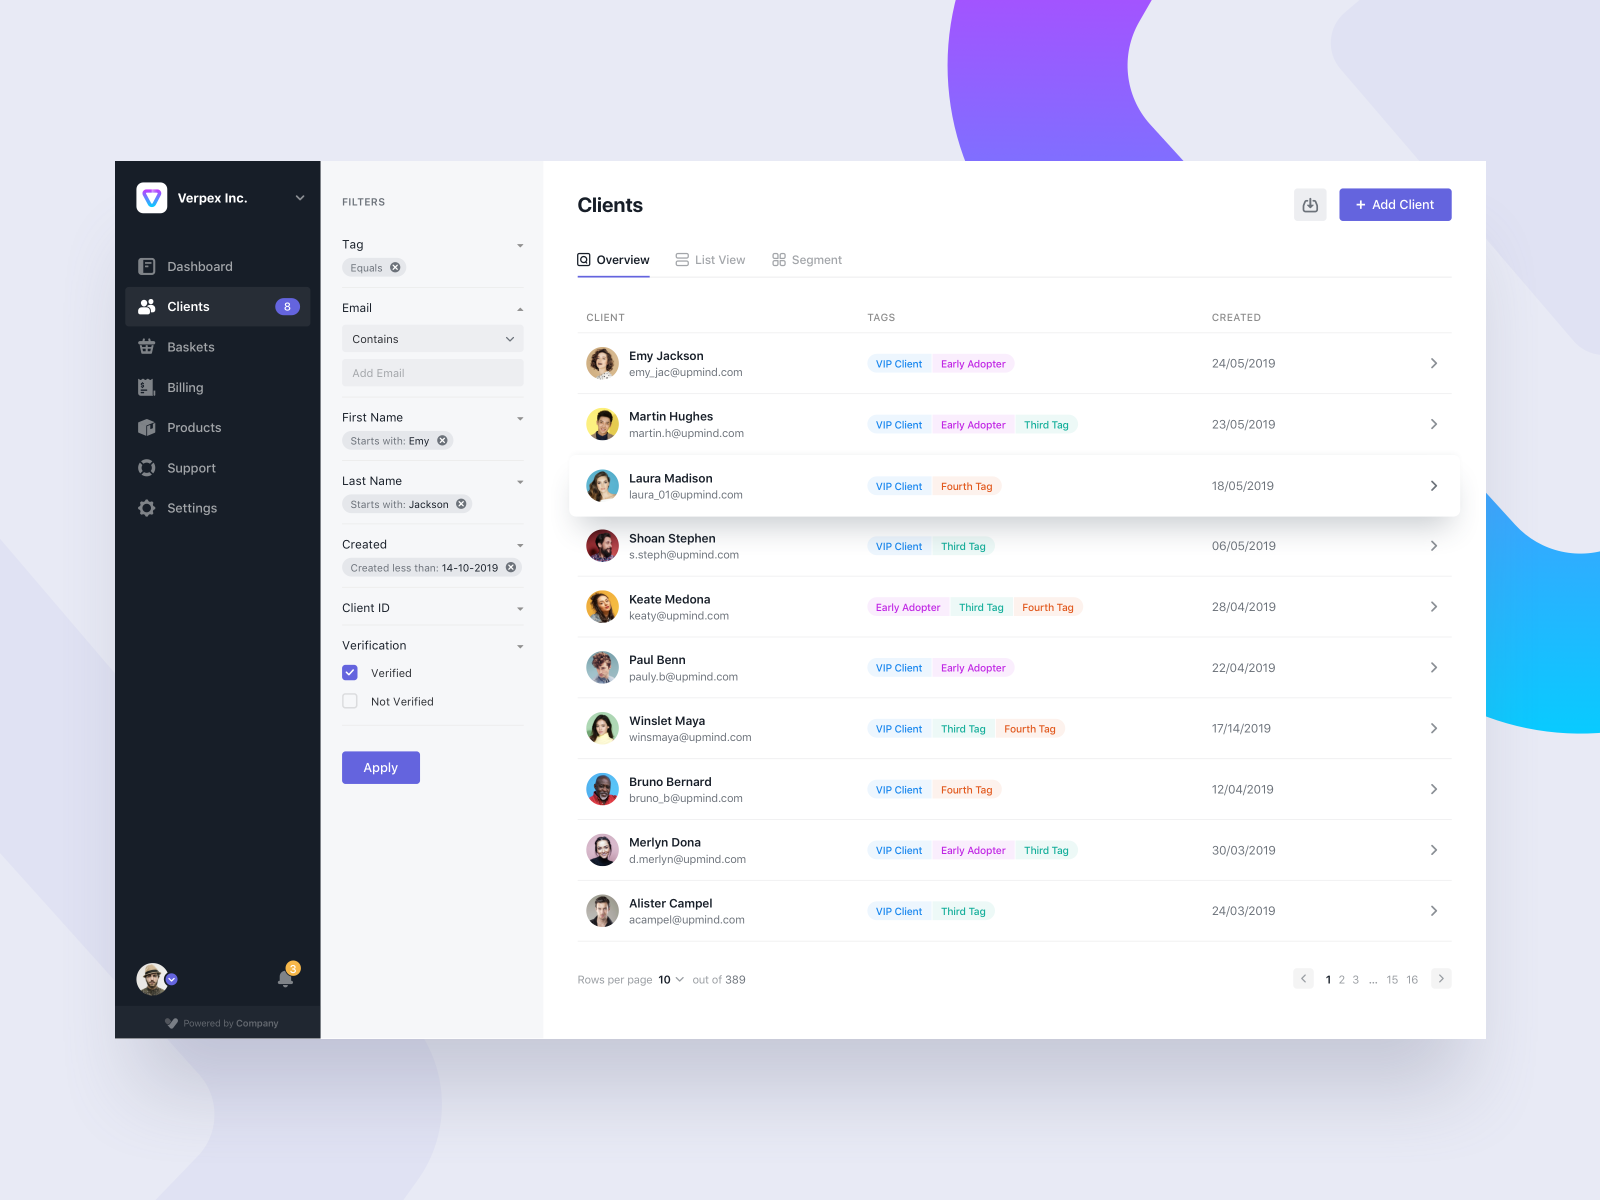 Verpex Inc.
Dashboard
Clients 8
Baskets
Billing
Products
Support
Settings
3
Powered by Company
FILTERS
Tag
Equals
Email
Contains
Add Email
First Name
Starts with: Emy
Last Name
Starts with: Jackson
Created
Created less than: 14-10-2019
Client ID
Verification
Verified
Not Verified
Apply
Clients
+ Add Client
Overview List View Segment
CLIENT TAGS CREATED
Emy Jackson
emy_jac@upmind.com
VIP Client Early Adopter
24/05/2019
Martin Hughes
martin.h@upmind.com
VIP Client Early Adopter Third Tag
23/05/2019
Laura Madison
laura_01@upmind.com
VIP Client Fourth Tag
18/05/2019
Shoan Stephen
s.steph@upmind.com
VIP Client Third Tag
06/05/2019
Keate Medona
keaty@upmind.com
Early Adopter Third Tag Fourth Tag
28/04/2019
Paul Benn
pauly.b@upmind.com
VIP Client Early Adopter
22/04/2019
Winslet Maya
winsmaya@upmind.com
VIP Client Third Tag Fourth Tag
17/14/2019
Bruno Bernard
bruno_b@upmind.com
VIP Client Fourth Tag
12/04/2019
Merlyn Dona
d.merlyn@upmind.com
VIP Client Early Adopter Third Tag
30/03/2019
Alister Campel
acampel@upmind.com
VIP Client Third Tag
24/03/2019
Rows per page 10 out of 389
1 2 3 ... 15 16